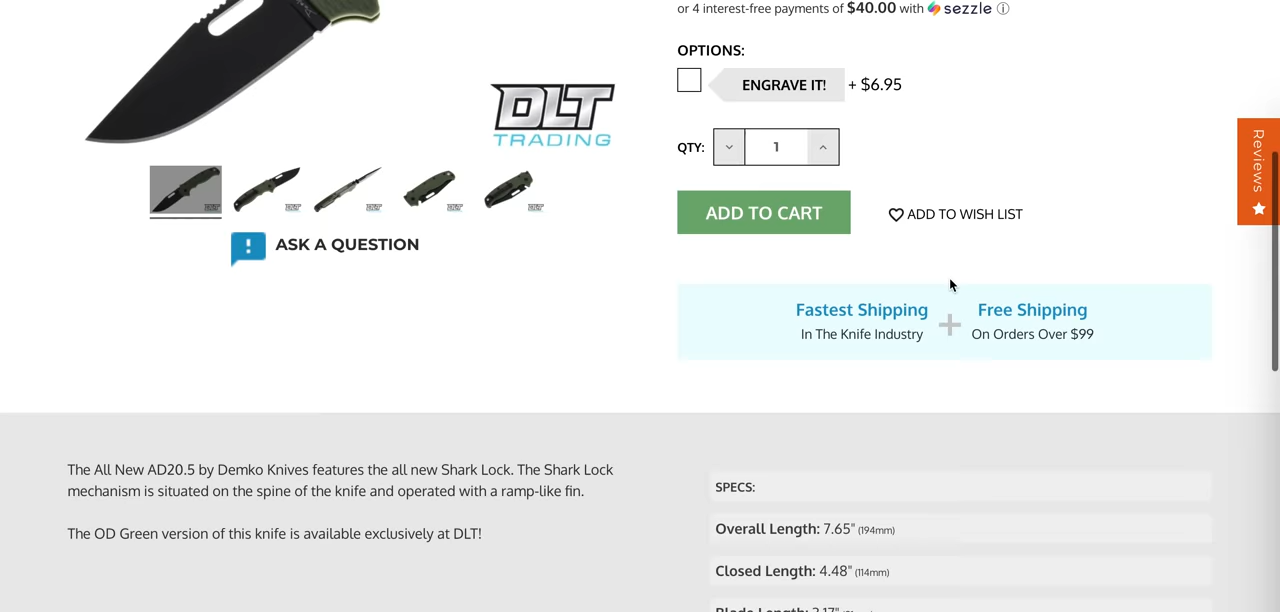 or 4 interest-free payments of $40.00 with sezzle ⓘ
OPTIONS:
ENGRAVE IT! + $6.95
QTY: 1
ADD TO CART
ADD TO WISH LIST
DLT
TRADING
ASK A QUESTION
Reviews
Fastest Shipping
In The Knife Industry
+
Free Shipping
On Orders Over $99
The All New AD20.5 by Demko Knives features the all new Shark Lock. The Shark Lock
mechanism is situated on the spine of the knife and operated with a ramp-like fin.
The OD Green version of this knife is available exclusively at DLT!
SPECS:
Overall Length: 7.65" (194mm)
Closed Length: 4.48" (114mm)
Blade Length: 3.17"